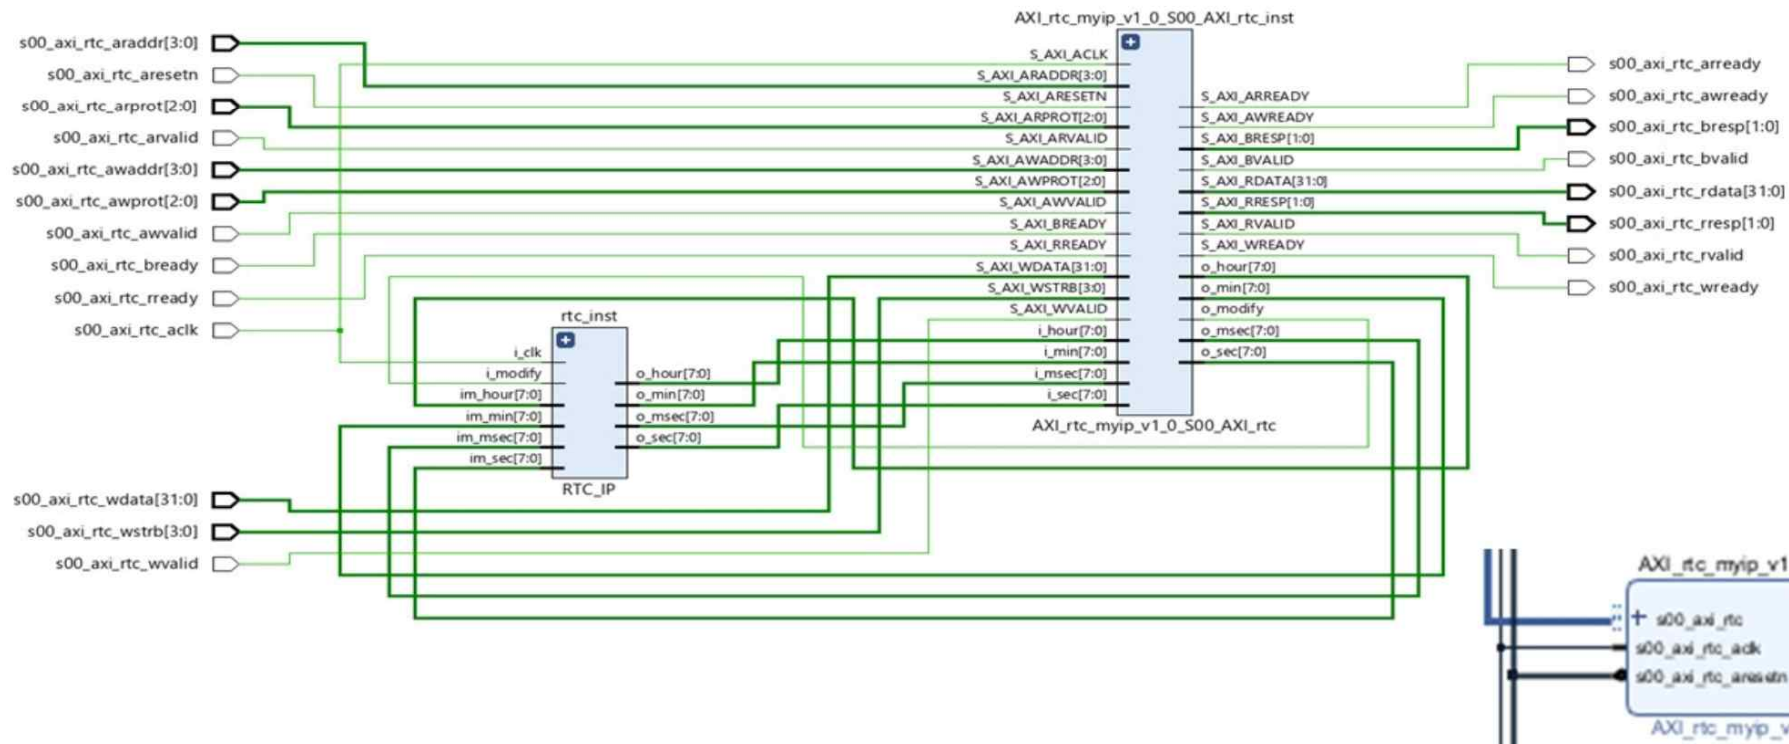 AXI_rtc_myip_v1_0_S00_AXI_rtc_inst
s00_axi_rtc_araddr[3:0]
s00_axi_rtc_aresetn
s00_axi_rtc_arprot[2:0]
s00_axi_rtc_arvalid
s00_axi_rtc_awaddr[3:0]
s00_axi_rtc_awprot[2:0]
s00_axi_rtc_awvalid
s00_axi_rtc_bready
s00_axi_rtc_rready
s00_axi_rtc_aclk
S_AXI_ACLK
S_AXI_ARADDR[3:0]
S_AXI_ARESETN
S_AXI_ARPROT[2:0]
S_AXI_ARVALID
S_AXI_AWADDR[3:0]
S_AXI_AWPROT[2:0]
S_AXI_AWVALID
S_AXI_BREADY
S_AXI_RREADY
S_AXI_WDATA[31:0]
S_AXI_WSTRB[3:0]
S_AXI_WVALID
i_hour[7:0]
i_min[7:0]
i_msec[7:0]
i_sec[7:0]
S_AXI_ARREADY
S_AXI_AWREADY
S_AXI_BRESP[1:0]
S_AXI_BVALID
S_AXI_RDATA[31:0]
S_AXI_RRESP[1:0]
S_AXI_RVALID
S_AXI_WREADY
o_hour[7:0]
o_min[7:0]
o_modify
o_msec[7:0]
o_sec[7:0]
AXI_rtc_myip_v1_0_S00_AXI_rtc
s00_axi_rtc_arready
s00_axi_rtc_awready
s00_axi_rtc_bresp[1:0]
s00_axi_rtc_bvalid
s00_axi_rtc_rdata[31:0]
s00_axi_rtc_rresp[1:0]
s00_axi_rtc_rvalid
s00_axi_rtc_wready
rtc_inst
i_clk
i_modify
im_hour[7:0]
im_min[7:0]
im_msec[7:0]
im_sec[7:0]
o_hour[7:0]
o_min[7:0]
o_msec[7:0]
o_sec[7:0]
RTC_IP
s00_axi_rtc_wdata[31:0]
s00_axi_rtc_wstrb[3:0]
s00_axi_rtc_wvalid
AXI_rtc_myip_v1
s00_axi_rtc
s00_axi_rtc_aclk
s00_axi_rtc_aresetn
AXI_rtc_myip_v